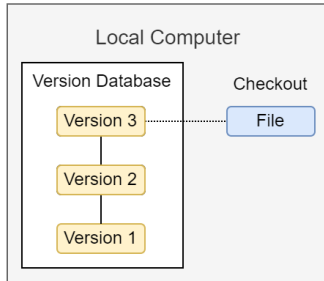 Local Computer
Version Database
Checkout
Version 3
File
Version 2
Version 1